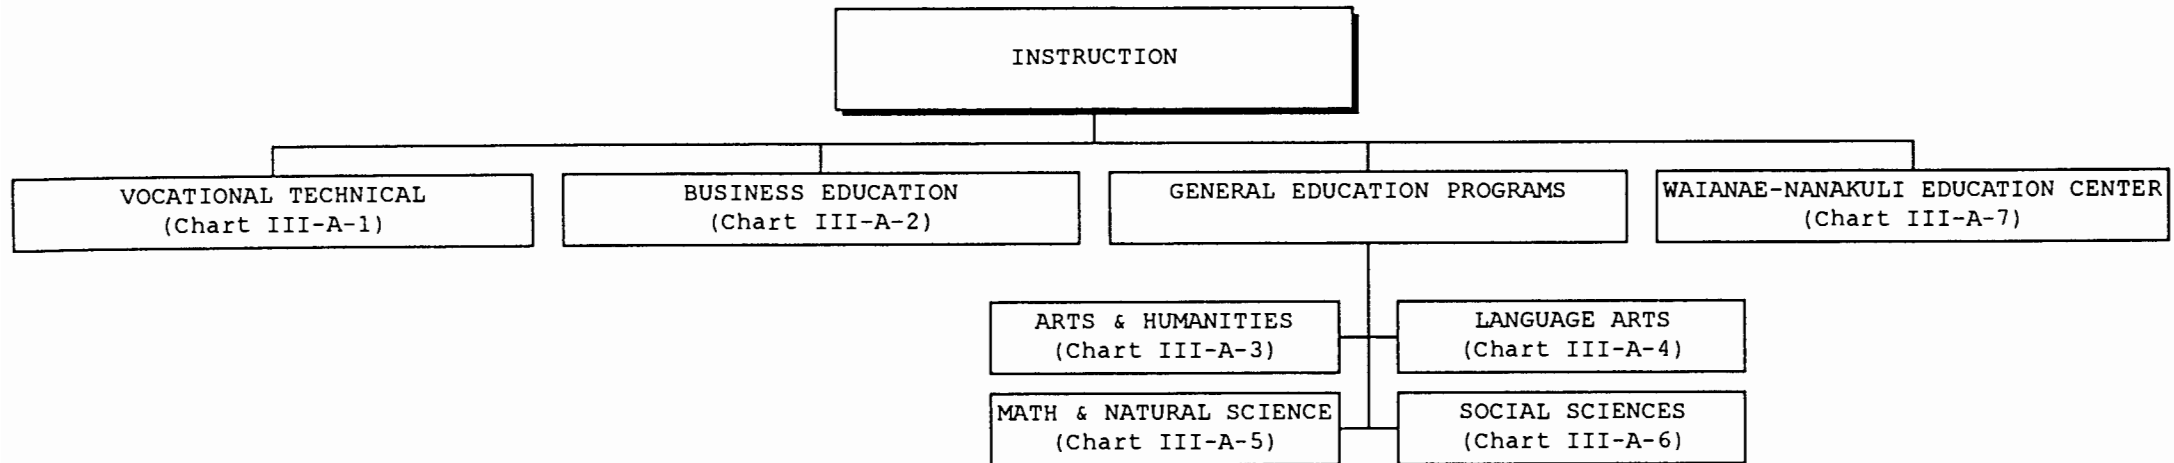 INSTRUCTION
VOCATIONAL TECHNICAL
(Chart III-A-1)
BUSINESS EDUCATION
(Chart III-A-2)
GENERAL EDUCATION PROGRAMS
WAIANAE-NANAKULI EDUCATION CENTER
(Chart III-A-7)
ARTS & HUMANITIES
(Chart III-A-3)
LANGUAGE ARTS
(Chart III-A-4)
MATH & NATURAL SCIENCE
(Chart III-A-5)
SOCIAL SCIENCES
(Chart III-A-6)